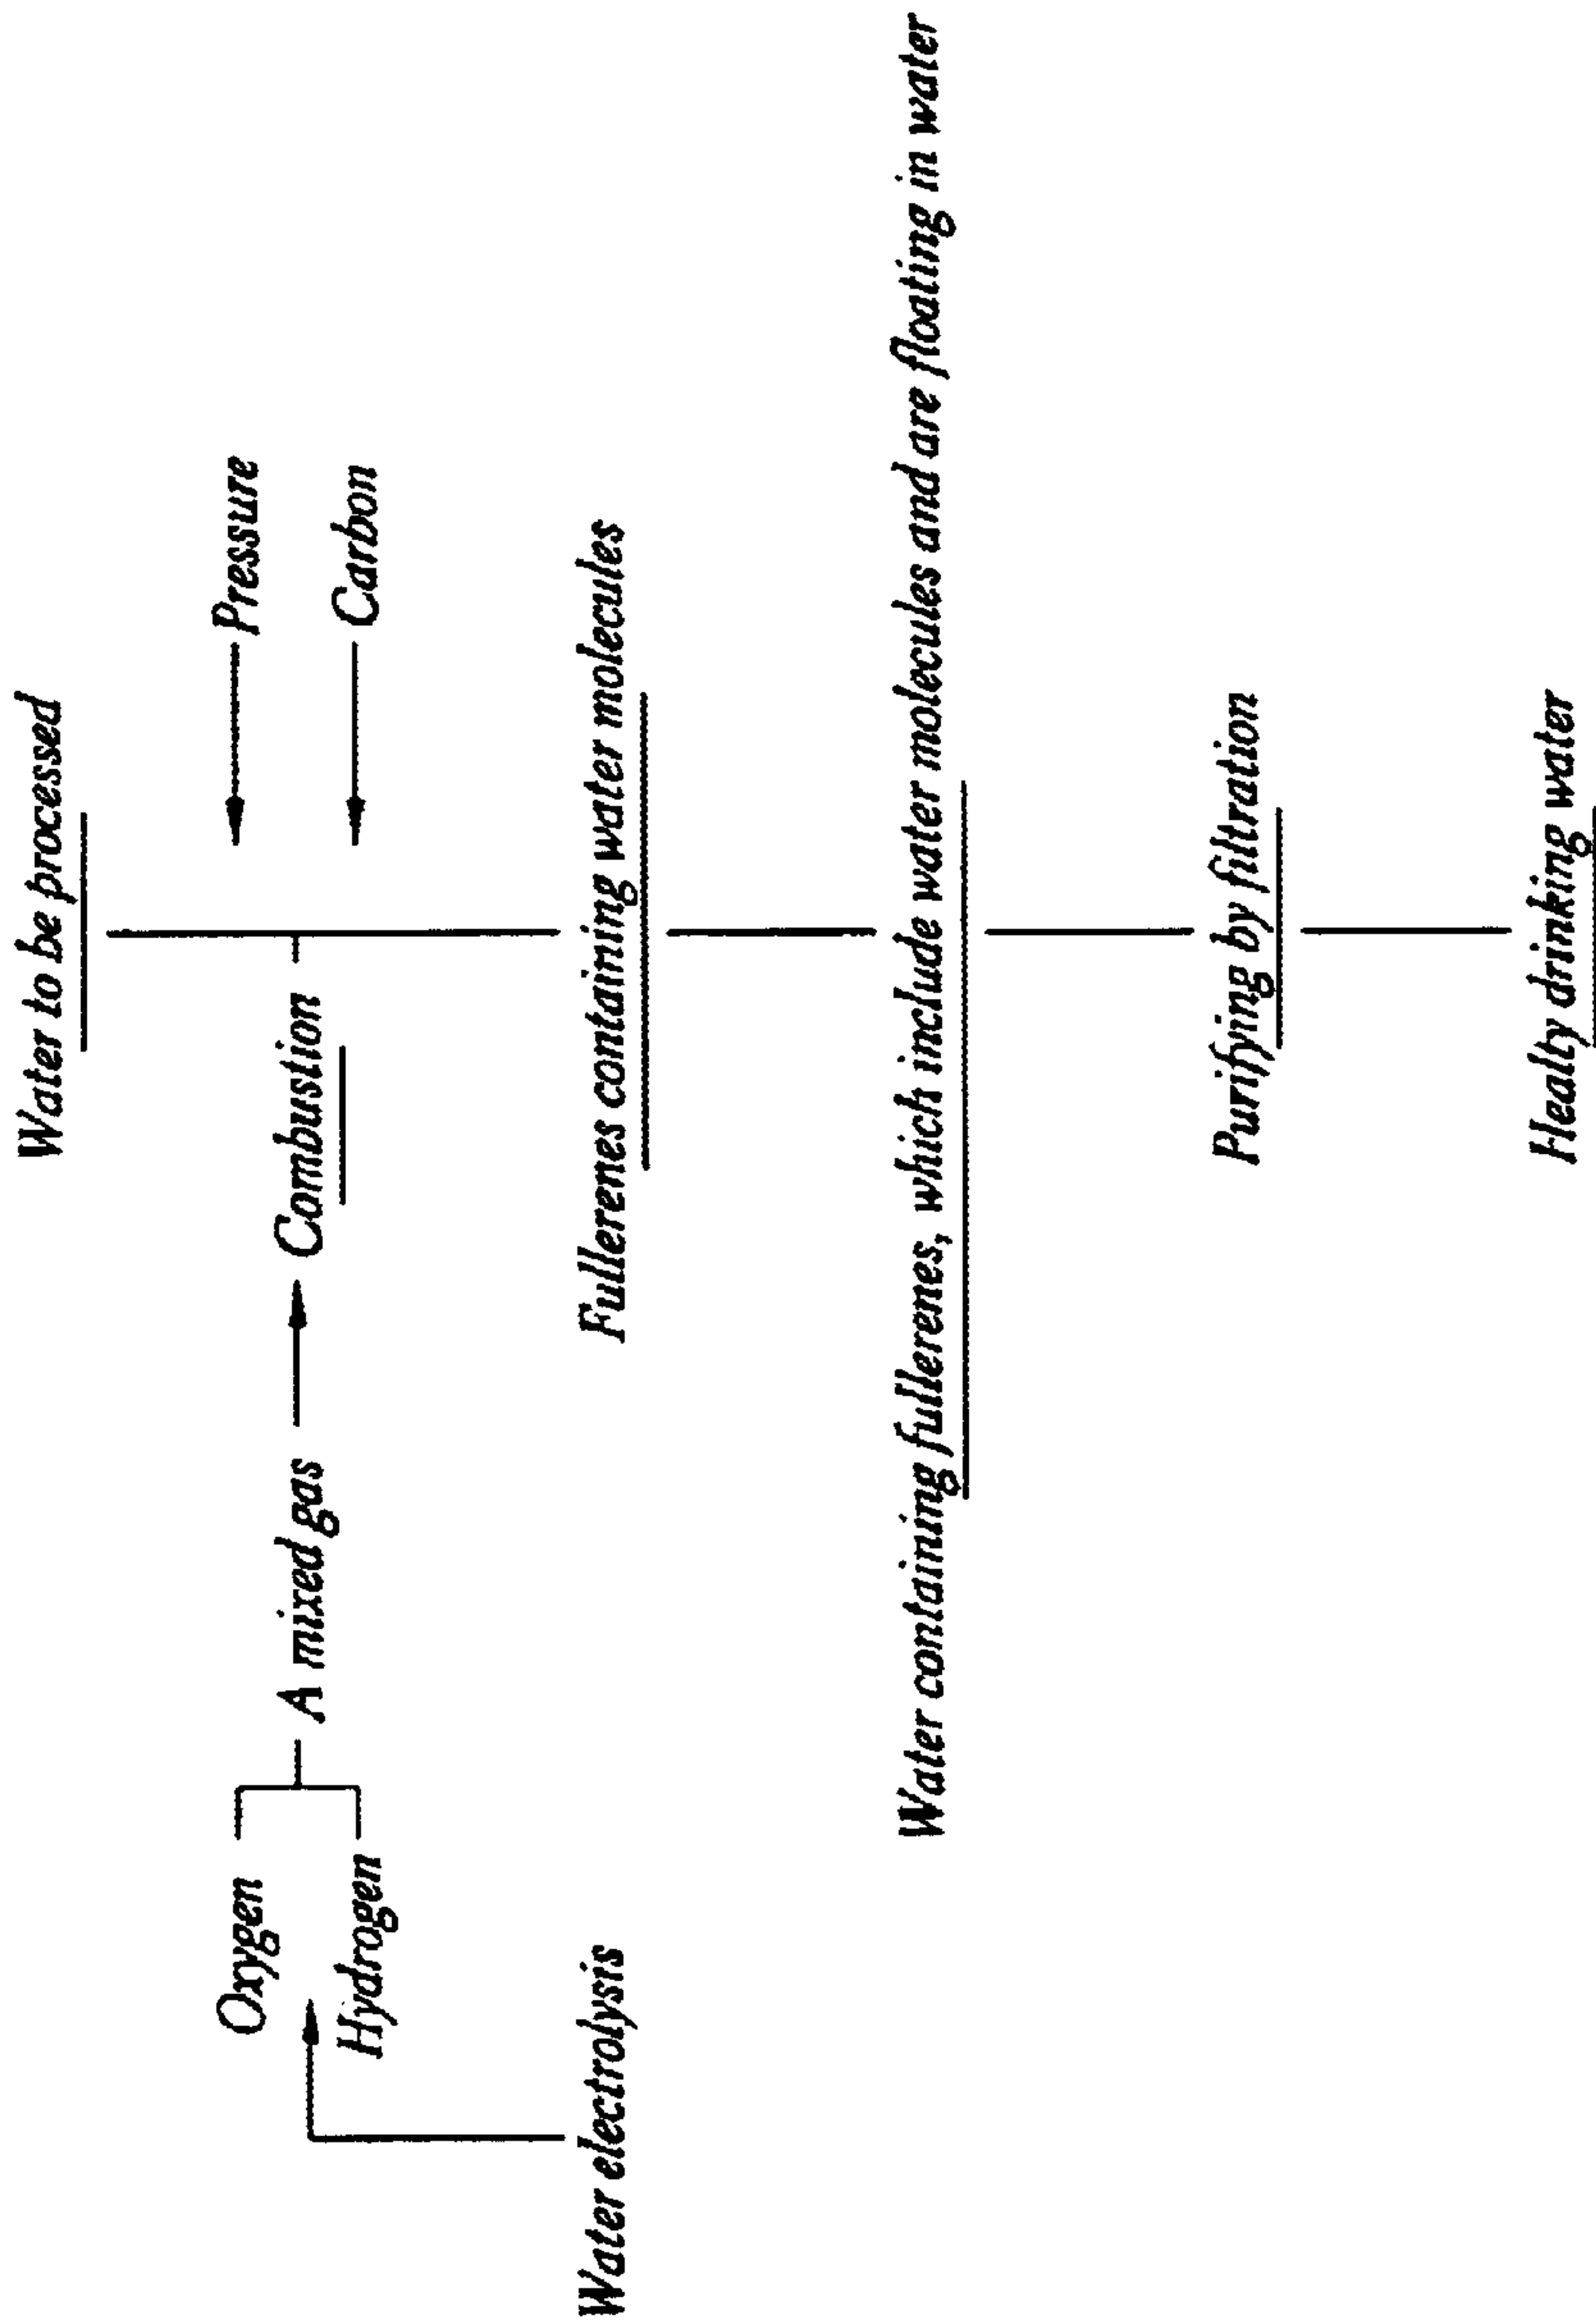 Water to be processed
Oxygen
Pressure
A mixed gas
Combustion
Hydrogen
Carbon
Water electrolysis
Fullerenes containing water molecules
Water containing fullerenes, which include water molecules and are floating in water
Purifying by filtration
Healty drinking water